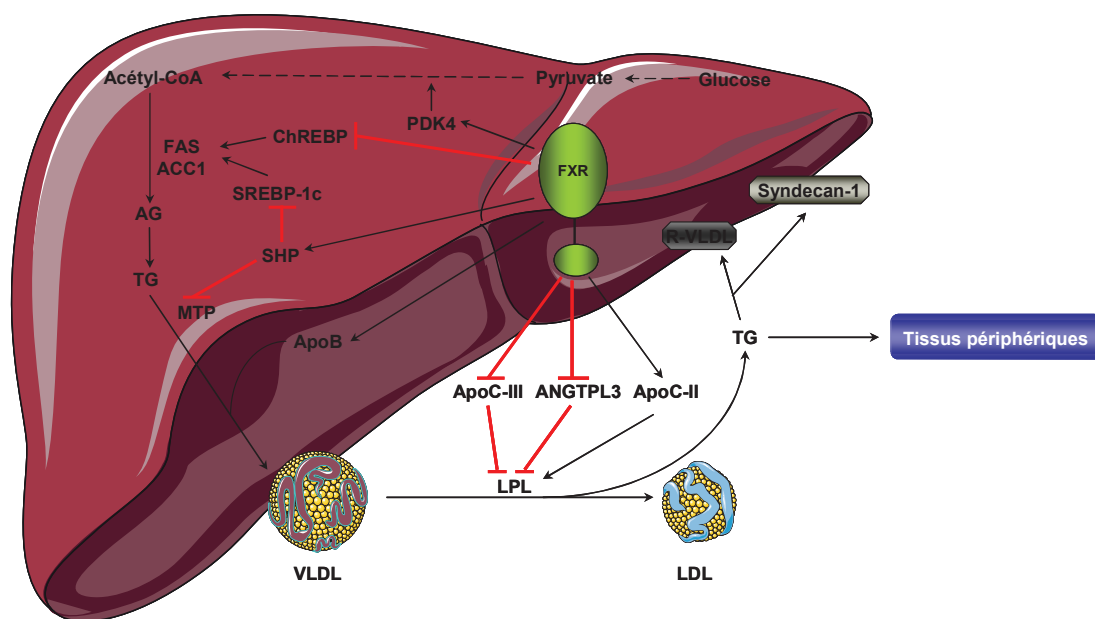 Acétyl-CoA
Pyruvate
Glucose
PDK4
ChREBP
FAS
ACC1
FXR
SREBP-1c
Syndecan-1
AG
R-VLDL
SHP
TG
MTP
ApoB
TG
Tissus périphériques
ApoC-III
ANGTPL3
ApoC-II
LPL
VLDL
LDL